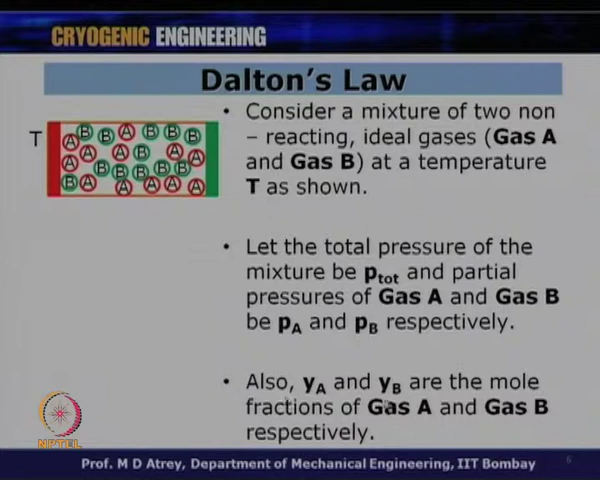 CRYOGENIC ENGINEERING
Dalton's Law
T
A B B A B B B
A A A B A A
B A B B B B B
A A A A
• Consider a mixture of two non
– reacting, ideal gases (Gas A
and Gas B) at a temperature
T as shown.
• Let the total pressure of the
mixture be ptot and partial
pressures of Gas A and Gas B
be pA and pB respectively.
• Also, yA and yB are the mole
fractions of Gas A and Gas B
respectively.
NPTEL
Prof. M D Atrey, Department of Mechanical Engineering, IIT Bombay
6